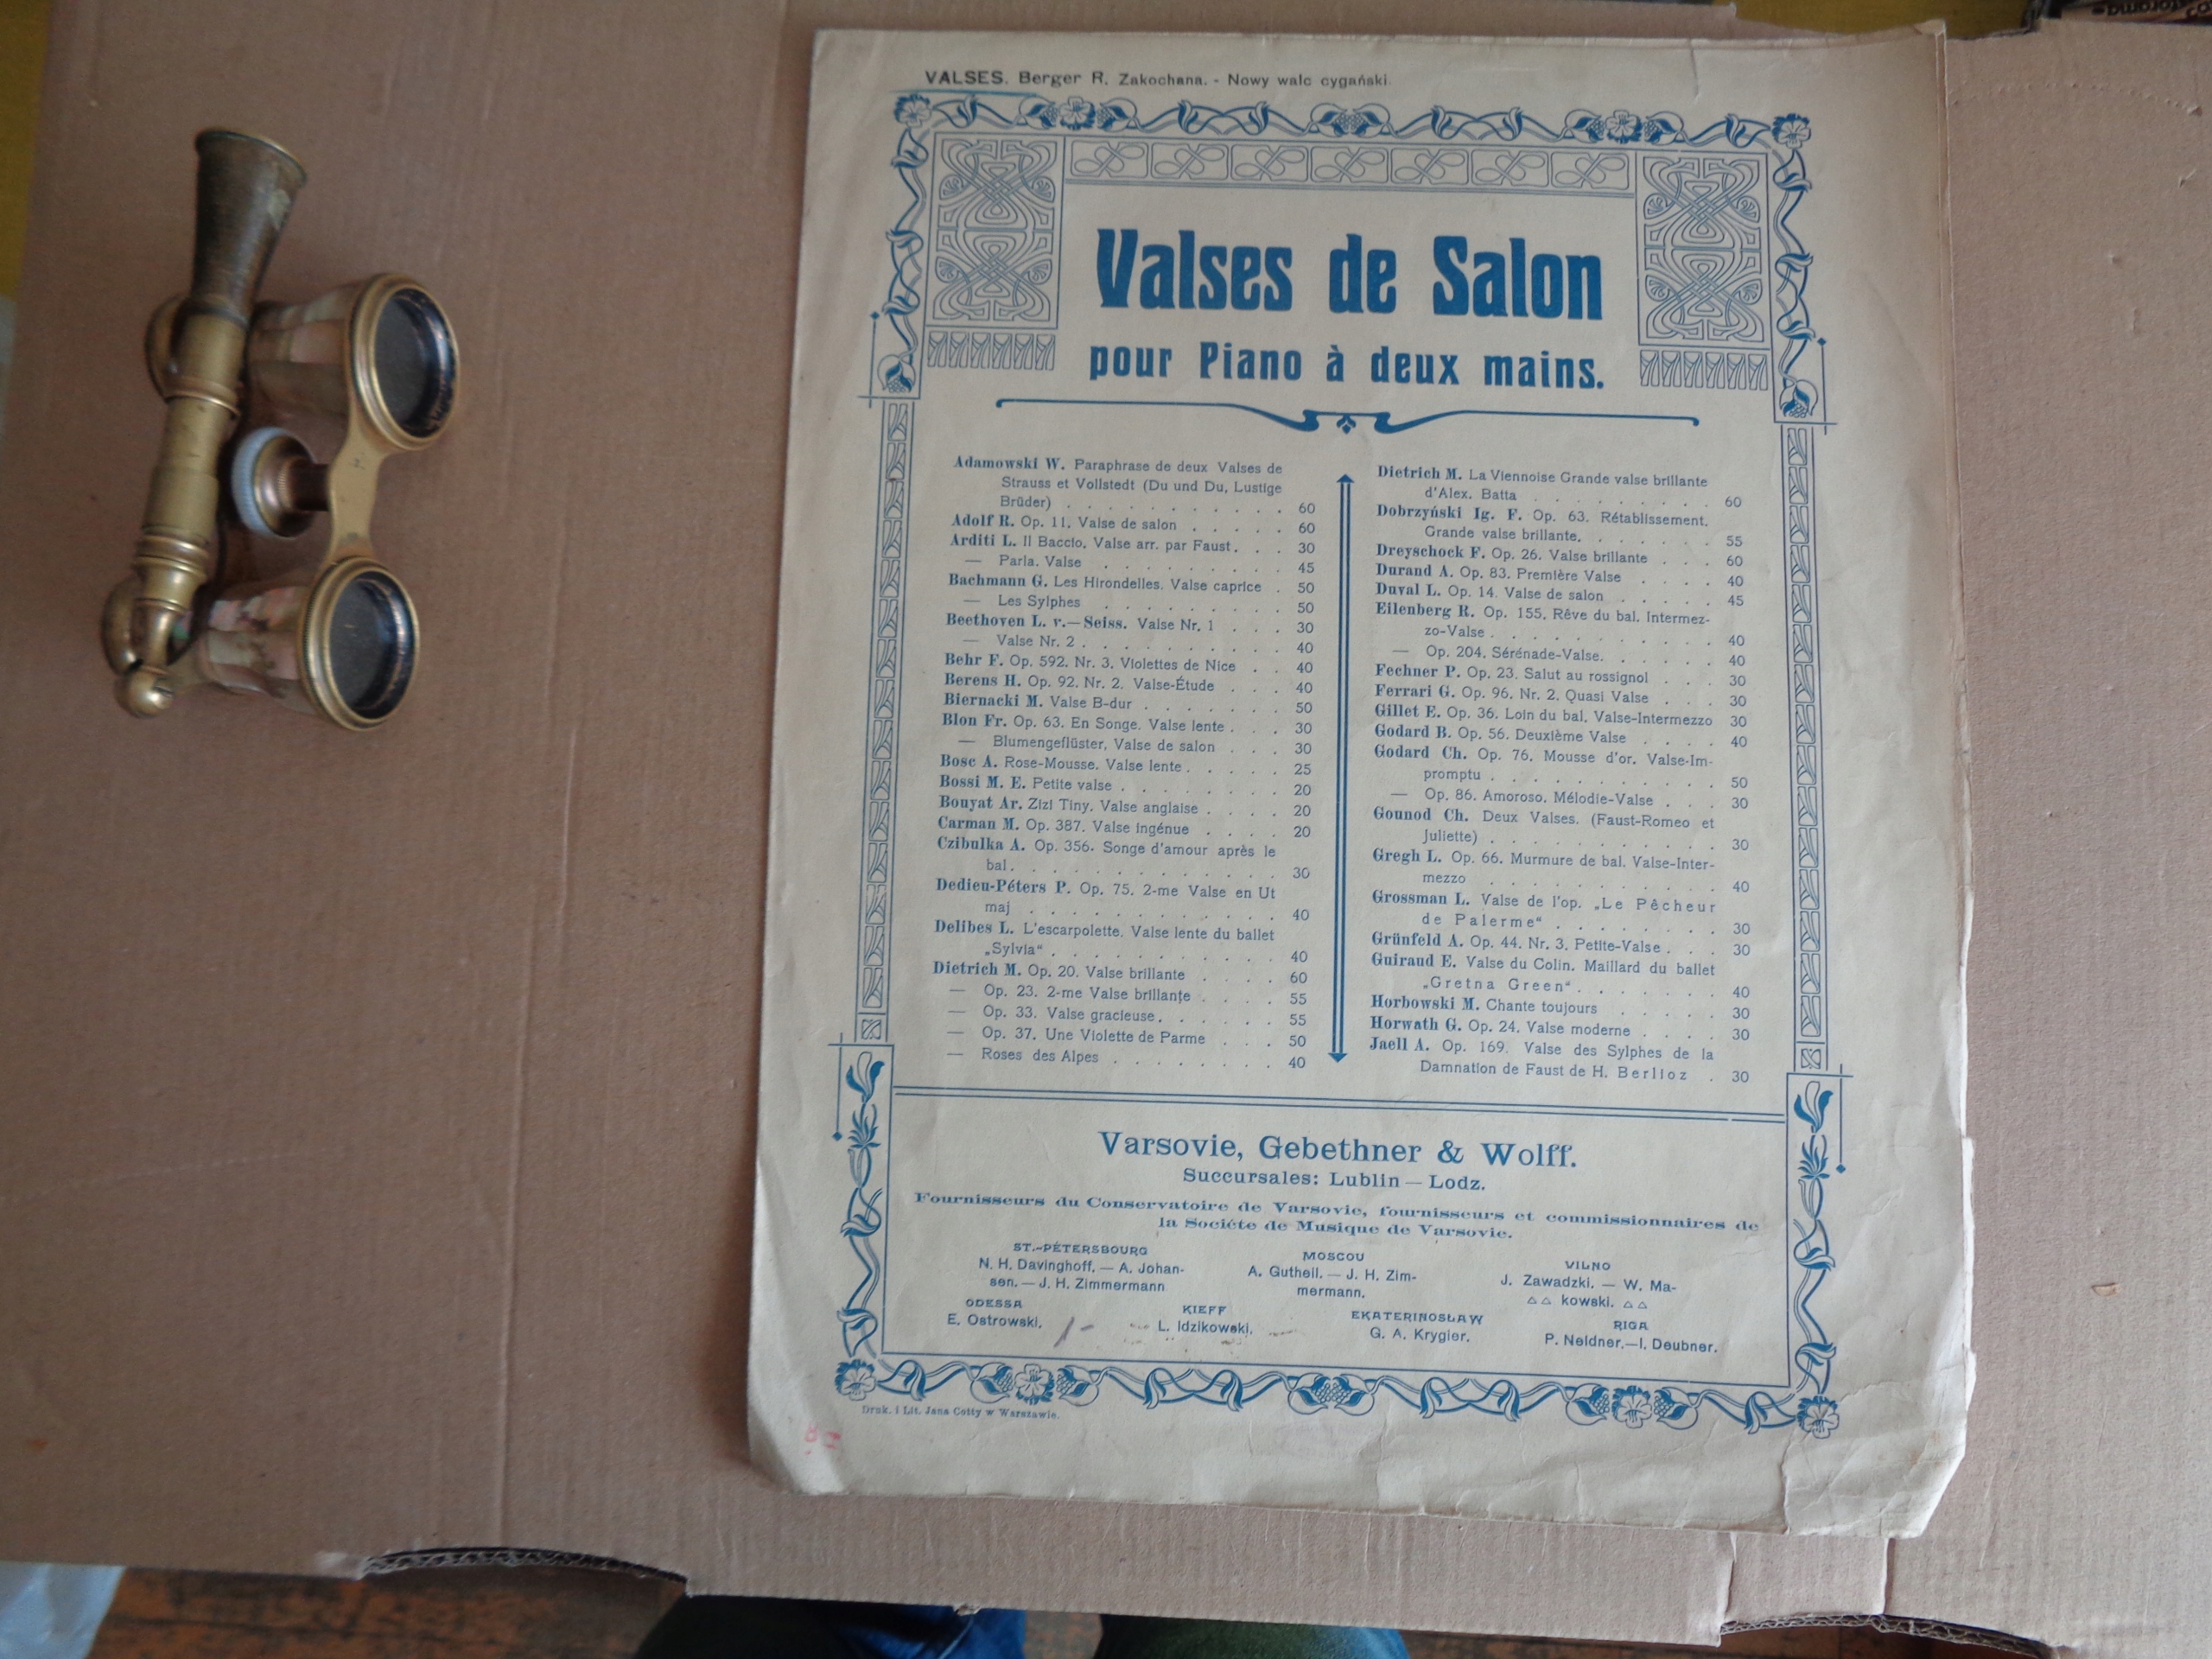 VALSES. Berger R. Zakochana. - Nowy walc cygański.
Valses de Salon
pour Piano à deux mains.
Adamowski W. Paraphrase de deux Valses de
Strauss et Vollstedt (Du und Du, Lustige
Brüder) . . . . . . . . . . . 60
Adolf R. Op. 11. Valse de salon . . . . . 60
Arditi L. Il Baccio. Valse arr. par Faust . . . 30
— Parla. Valse . . . . . . . . . 45
Bachmann G. Les Hirondelles. Valse caprice . 50
— Les Sylphes . . . . . . . . . 50
Beethoven L. v.—Seiss. Valse Nr. 1 . . . 30
— Valse Nr. 2 . . . . . . . . . . 40
Behr F. Op. 592. Nr. 3. Violettes de Nice . . 40
Berens H. Op. 92. Nr. 2. Valse-Étude . . . 40
Biernacki M. Valse B-dur . . . . . . . 50
Blon Fr. Op. 63. En Songe. Valse lente . . . 30
— Blumengeflüster, Valse de salon . . . 30
Bosc A. Rose-Mousse. Valse lente . . . . . 25
Bossi M. E. Petite valse . . . . . . . . 20
Bouyat Ar. Zizi Tiny. Valse anglaise . . . . 20
Carman M. Op. 387. Valse ingénue . . . . 20
Czibulka A. Op. 356. Songe d'amour après le
bal . . . . . . . . . . . . . 30
Dedieu-Péters P. Op. 75. 2-me Valse en Ut
maj . . . . . . . . . . . . 40
Delibes L. L'escarpolette. Valse lente du ballet
„Sylvia“ . . . . . . . . . . . 40
Dietrich M. Op. 20. Valse brillante . . . . 60
— Op. 23. 2-me Valse brillante . . . . 55
— Op. 33. Valse gracieuse . . . . . . 55
— Op. 37. Une Violette de Parme . . . 50
— Roses des Alpes . . . . . . . 40
Dietrich M. La Viennoise Grande valse brillante
d'Alex. Batta . . . . . . . . . 60
Dobrzyński Ig. F. Op. 63. Rétablissement.
Grande valse brillante. . . . . . . 55
Dreyschock F. Op. 26. Valse brillante . . . 60
Durand A. Op. 83. Première Valse . . . . 40
Duval L. Op. 14. Valse de salon . . . . . 45
Eilenberg R. Op. 155. Rêve du bal. Intermez-
zo-Valse . . . . . . . . . . . 40
— Op. 204. Sérénade-Valse. . . . . . 40
Fechner P. Op. 23. Salut au rossignol . . . 30
Ferrari G. Op. 96. Nr. 2. Quasi Valse . . . 30
Gillet E. Op. 36. Loin du bal. Valse-Intermezzo 30
Godard B. Op. 56. Deuxième Valse . . . . 40
Godard Ch. Op. 76. Mousse d'or. Valse-Im-
promptu . . . . . . . . . . . 50
— Op. 86. Amoroso. Mélodie-Valse . . . 30
Gounod Ch. Deux Valses. (Faust-Romeo et
Juliette) . . . . . . . . . . . 30
Gregh L. Op. 66. Murmure de bal. Valse-Inter-
mezzo . . . . . . . . . . . 40
Grossman L. Valse de l'op. „Le Pêcheur
de Palerme“ . . . . . . . . 30
Grünfeld A. Op. 44. Nr. 3. Petite-Valse . . . 30
Guiraud E. Valse du Colin. Maillard du ballet
„Gretna Green“ . . . . . . . 40
Horbowski M. Chante toujours . . . . . 30
Horwath G. Op. 24. Valse moderne . . . . 30
Jaell A. Op. 169. Valse des Sylphes de la
Damnation de Faust de H. Berlioz . 30
Varsovie, Gebethner & Wolff.
Succursales: Lublin — Lodz.
Fournisseurs du Conservatoire de Varsovie, fournisseurs et commissionnaires de
la Sociéte de Musique de Varsovie.
ST.-PÉTERSBOURG
N. H. Davinghoff. — A. Johan-
sen. — J. H. Zimmermann
MOSCOU
A. Gutheil. — J. H. Zim-
mermann.
VILNO
J. Zawadzki. — W. Ma-
kowski.
ODESSA
E. Ostrowski.
KIEFF
L. Idzikowski.
EKATERINOSŁAW
G. A. Krygier.
RIGA
P. Neldner.—I. Deubner.
Druk. i Lit. Jana Cotty w Warszawie.